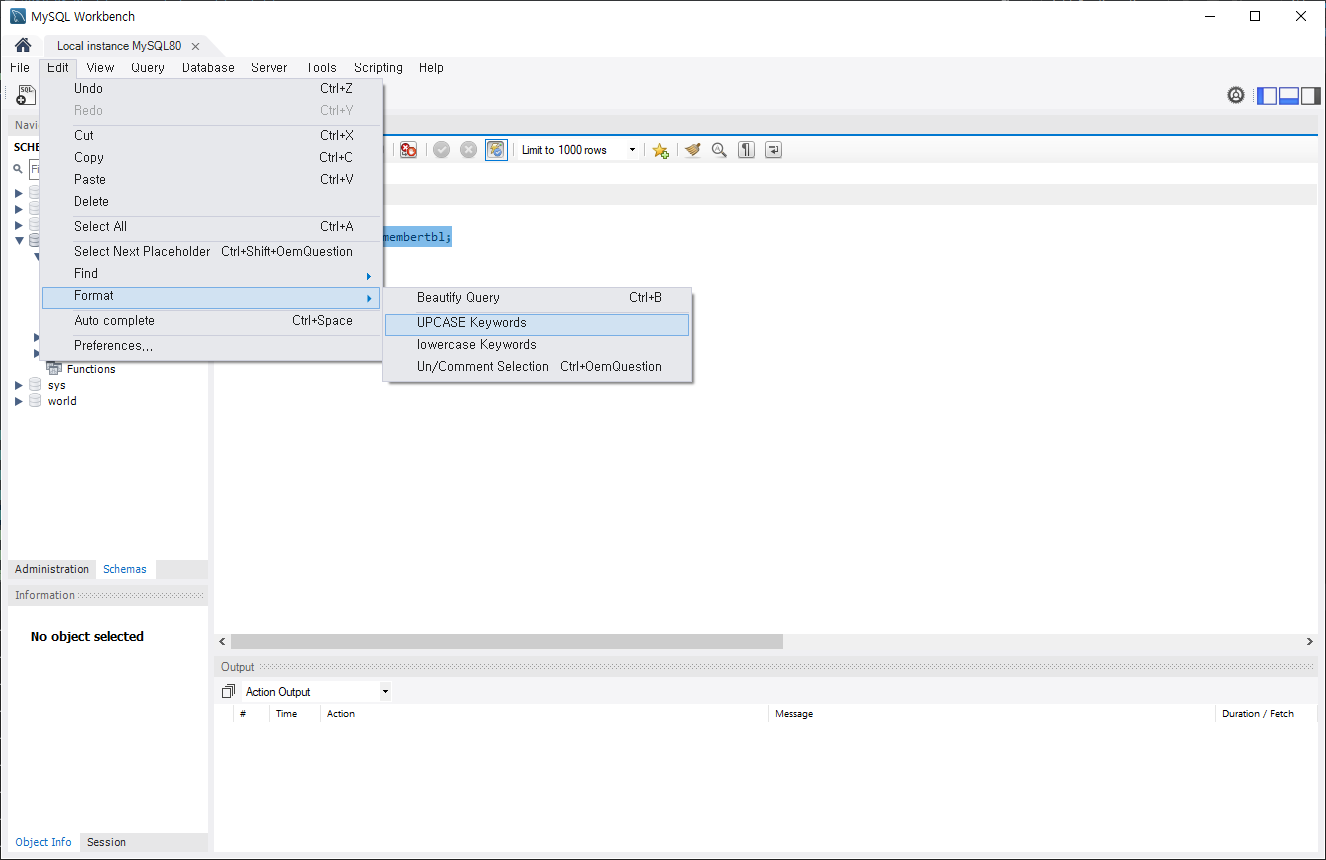 MySQL Workbench
Local instance MySQL80
File Edit View Query Database Server Tools Scripting Help
Undo Ctrl+Z
SQL
Redo Ctrl+Y
Navi
Cut Ctrl+X
SCHE
Copy Ctrl+C
Limit to 1000 rows
Fi
Paste Ctrl+V
Delete
Select All Ctrl+A
membertbl;
Select Next Placeholder Ctrl+Shift+OemQuestion
Find
Format
Beautify Query Ctrl+B
Auto complete Ctrl+Space
UPCASE Keywords
Preferences...
lowercase Keywords
Functions
Un/Comment Selection Ctrl+OemQuestion
sys
world
Administration Schemas
Information
No object selected
Output
Action Output
# Time Action Message Duration / Fetch
Object Info Session